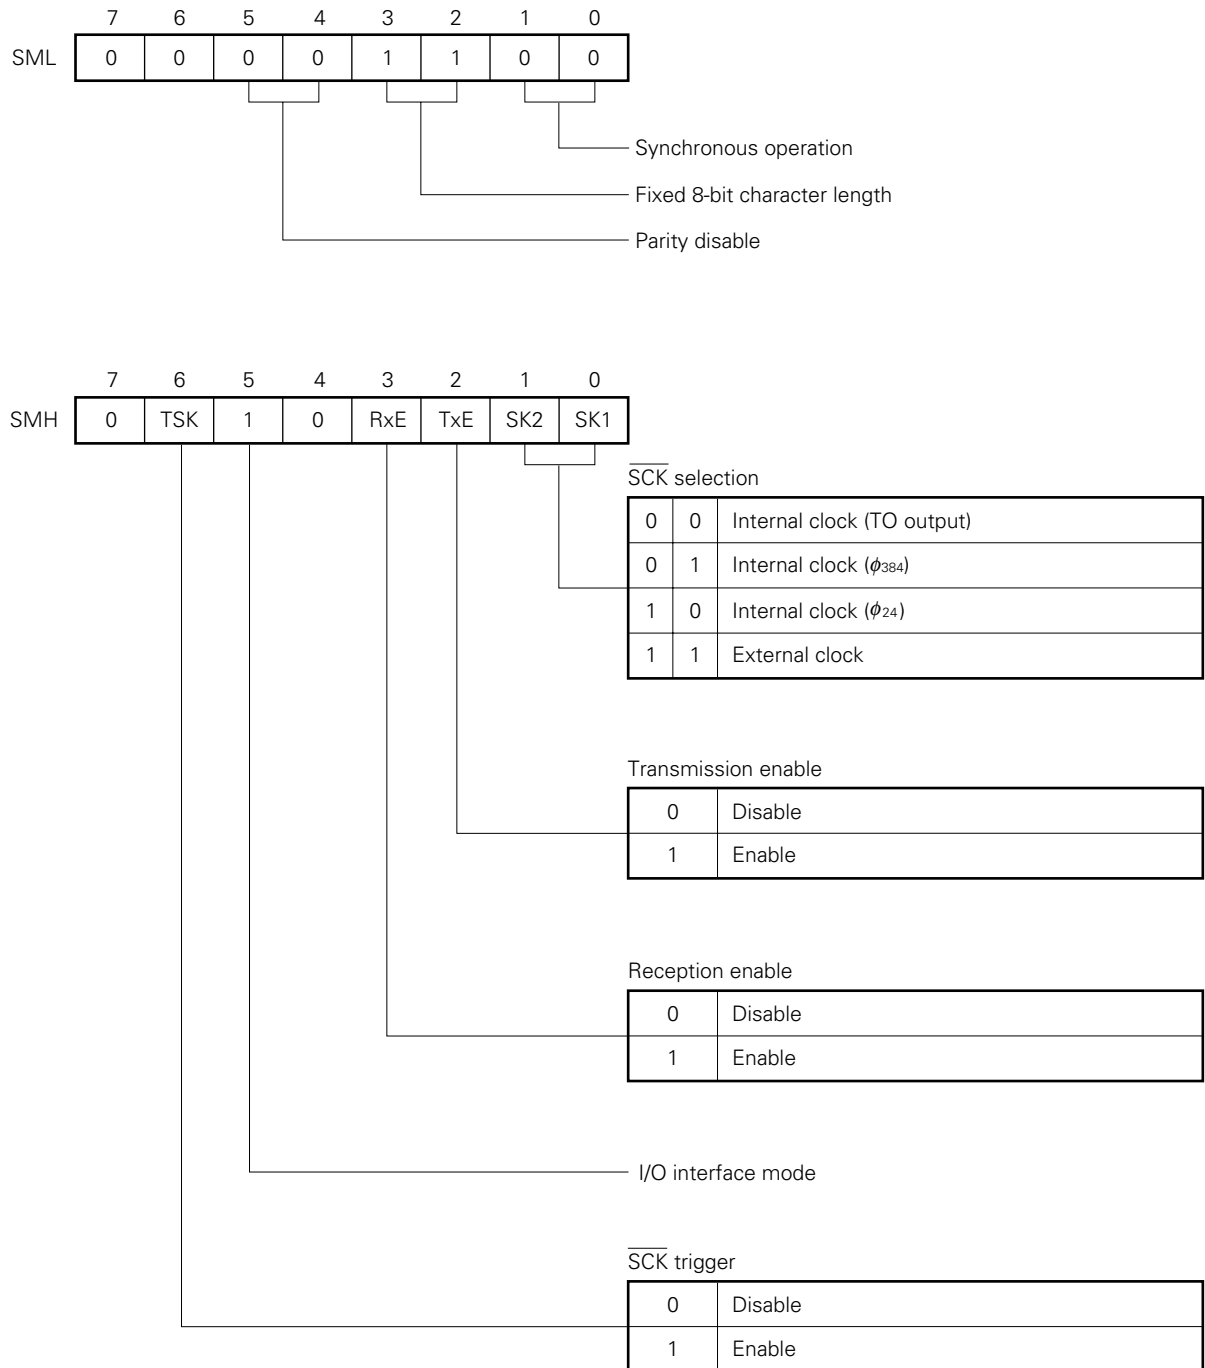 7 6 5 4 3 2 1 0
SML 0 0 0 0 1 1 0 0
Synchronous operation
Fixed 8-bit character length
Parity disable
7 6 5 4 3 2 1 0
SMH 0 TSK 1 0 RxE TxE SK2 SK1
S̅C̅K̅ selection
0 0 Internal clock (TO output)
0 1 Internal clock (ϕ₃₈₄)
1 0 Internal clock (ϕ₂₄)
1 1 External clock
Transmission enable
0 Disable
1 Enable
Reception enable
0 Disable
1 Enable
I/O interface mode
S̅C̅K̅ trigger
0 Disable
1 Enable